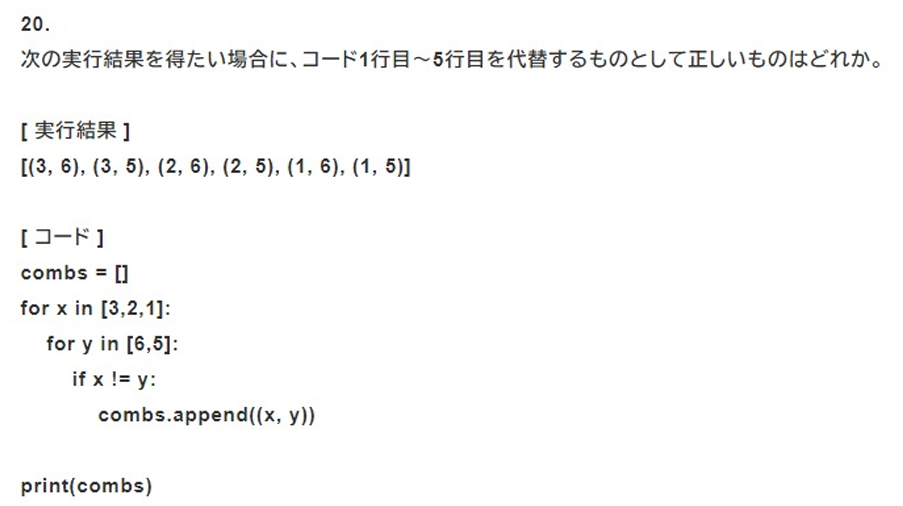 20.
次の実行結果を得たい場合に、コード1行目～5行目を代替するものとして正しいものはどれか。
[ 実行結果 ]
[(3, 6), (3, 5), (2, 6), (2, 5), (1, 6), (1, 5)]
[ コード ]
combs = []
for x in [3,2,1]:
    for y in [6,5]:
        if x != y:
            combs.append((x, y))
print(combs)